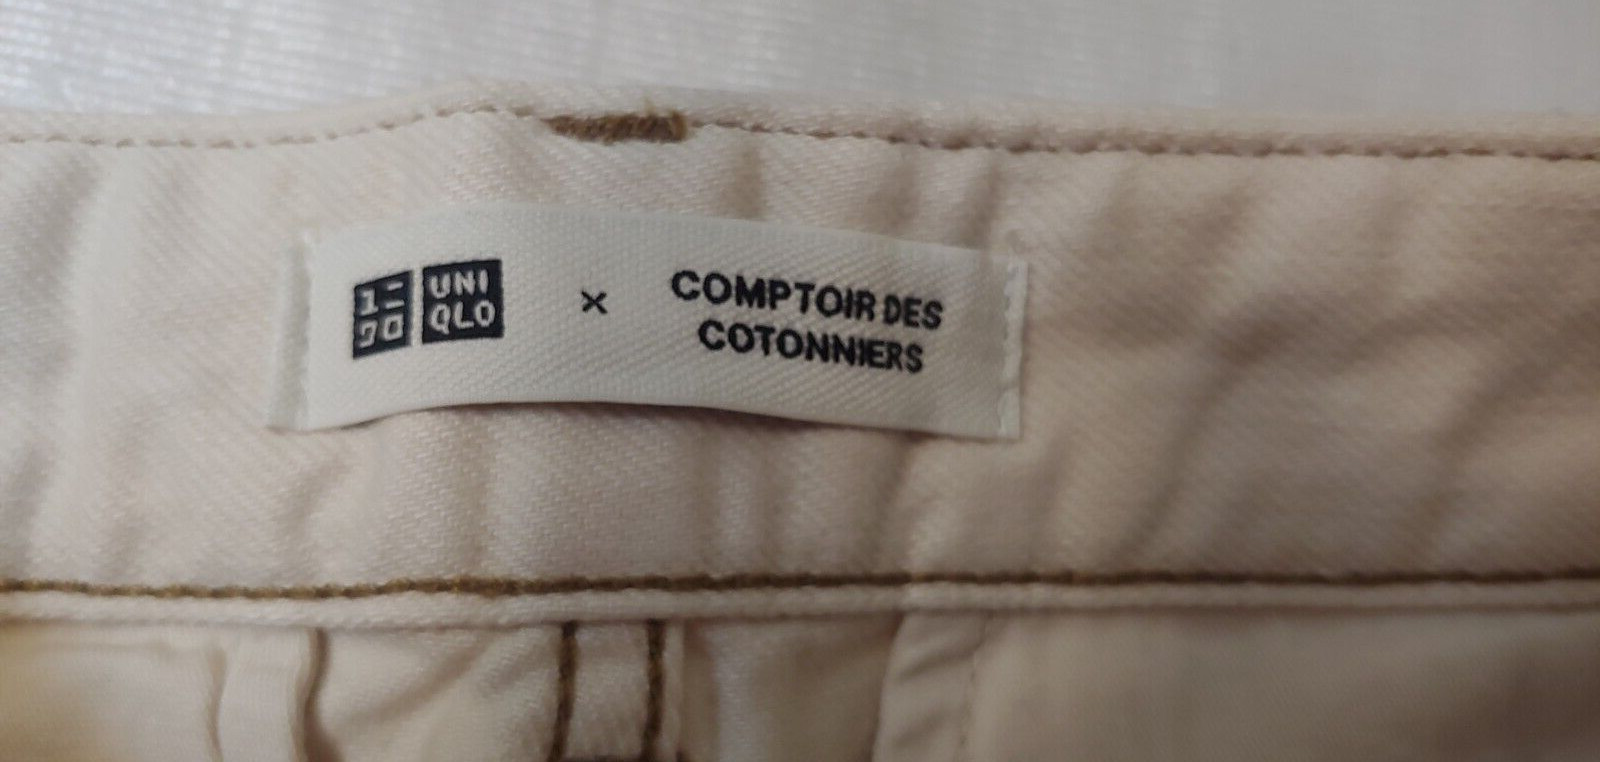 ユニ
クロ
UNI
QLO
×
COMPTOIR DES
COTONNIERS